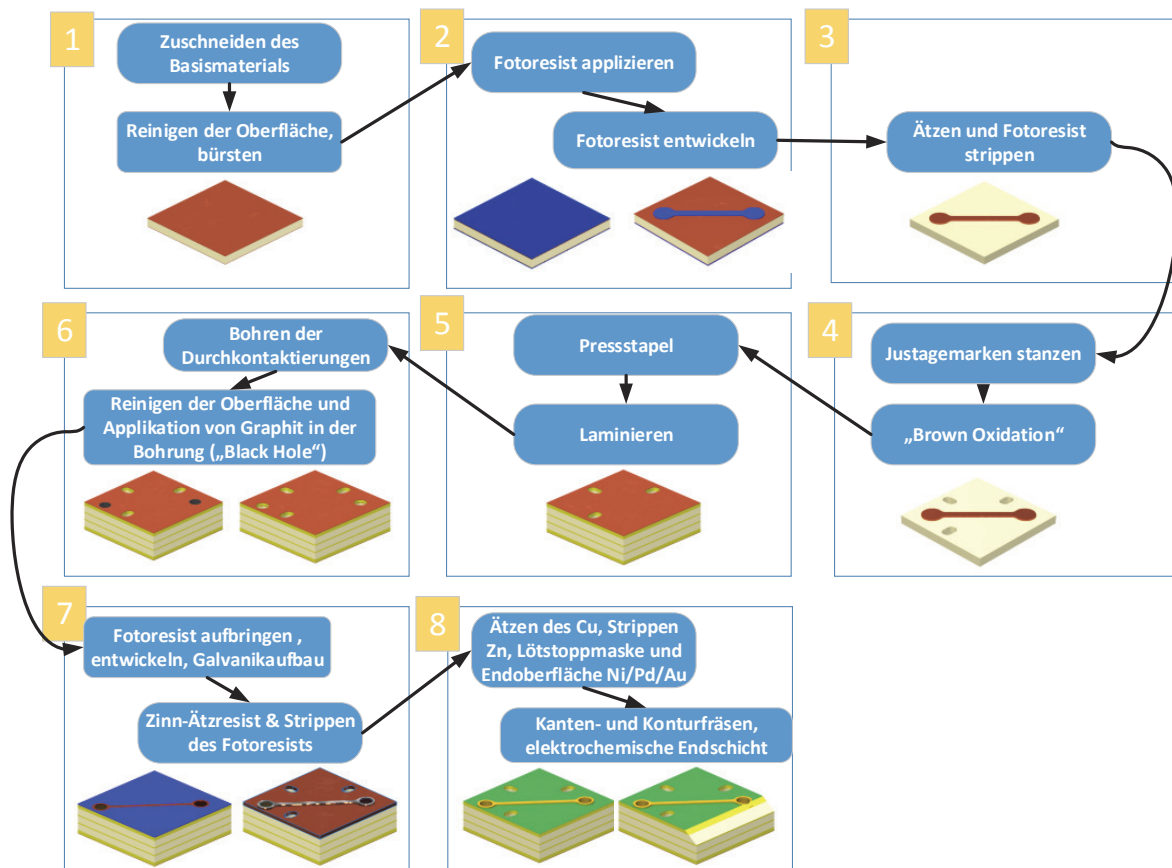 1
Zuschneiden des
Basismaterials
Reinigen der Oberfläche,
bürsten
2
Fotoresist applizieren
Fotoresist entwickeln
3
Ätzen und Fotoresist
strippen
4
Justagemarken stanzen
„Brown Oxidation“
5
Pressstapel
Laminieren
6
Bohren der
Durchkontaktierungen
Reinigen der Oberfläche und
Applikation von Graphit in der
Bohrung („Black Hole“)
7
Fotoresist aufbringen ,
entwickeln, Galvanikaufbau
Zinn-Ätzresist & Strippen
des Fotoresists
8
Ätzen des Cu, Strippen
Zn, Lötstoppmaske und
Endoberfläche Ni/Pd/Au
Kanten- und Konturfräsen,
elektrochemische Endschicht